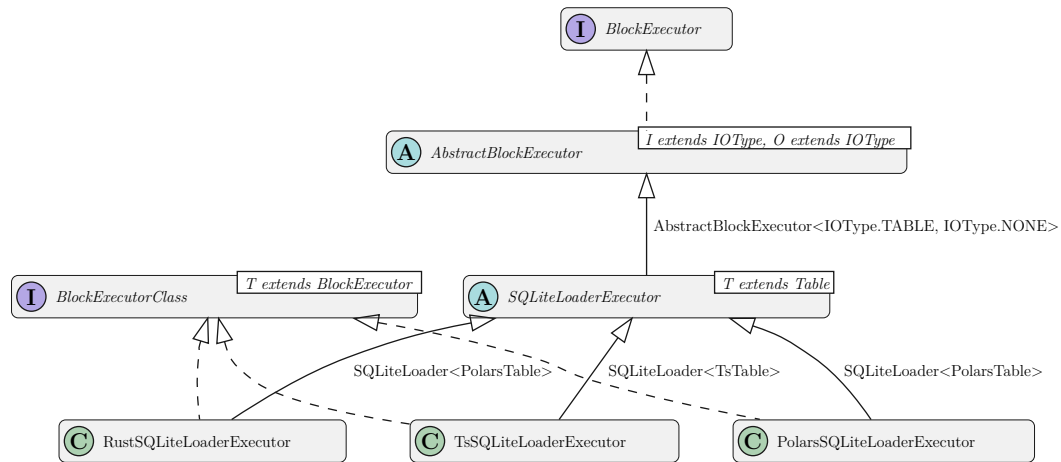 I BlockExecutor
I extends IOType, O extends IOType
A AbstractBlockExecutor
AbstractBlockExecutor<IOType.TABLE, IOType.NONE>
T extends BlockExecutor
I BlockExecutorClass
T extends Table
A SQLiteLoaderExecutor
SQLiteLoader<PolarsTable>
SQLiteLoader<TsTable>
SQLiteLoader<PolarsTable>
C RustSQLiteLoaderExecutor
C TsSQLiteLoaderExecutor
C PolarsSQLiteLoaderExecutor